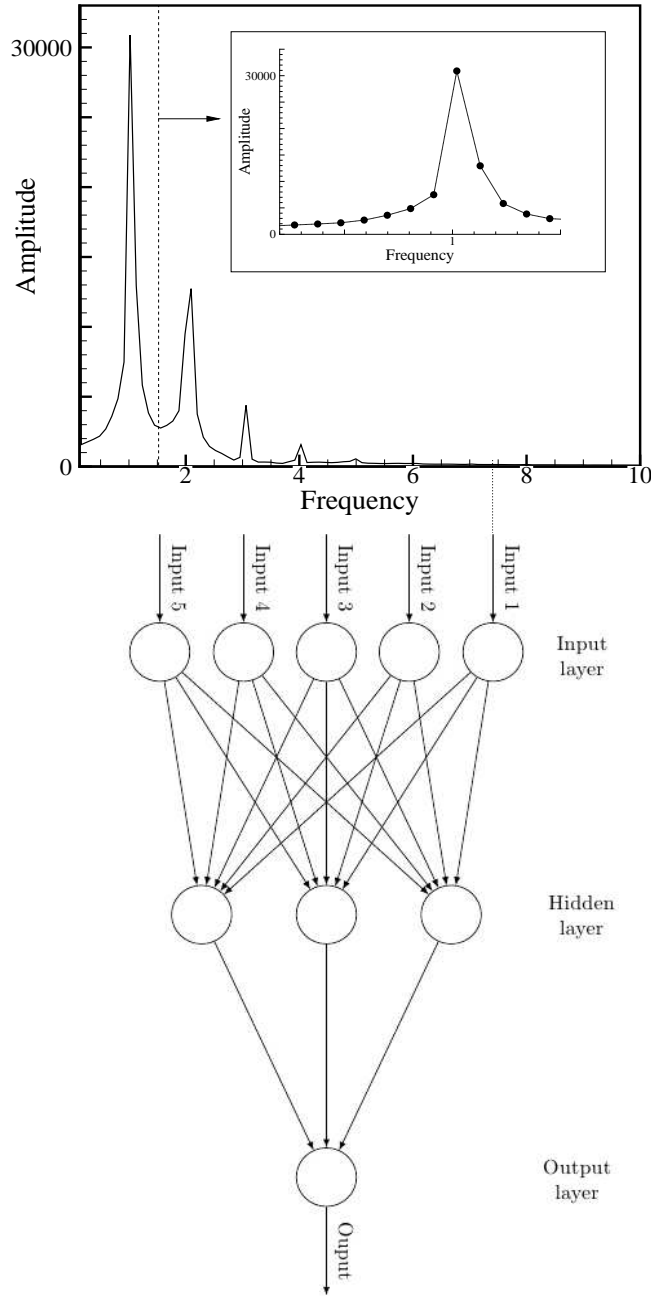 30000
Amplitude
0
30000
Amplitude
0
1
Frequency
2
4
6
8
10
Frequency
Input 5
Input 4
Input 3
Input 2
Input 1
Input
layer
Hidden
layer
Output
layer
Ouput